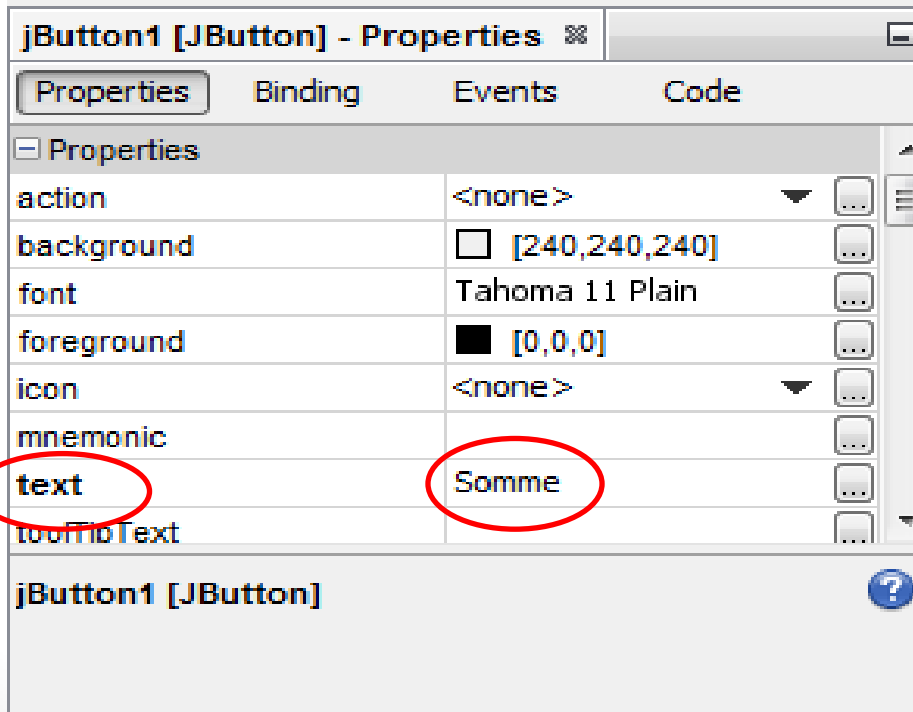 jButton1 [JButton] - Properties
Properties Binding Events Code
Properties
action <none> ...
background [240,240,240] ...
font Tahoma 11 Plain ...
foreground [0,0,0] ...
icon <none> ...
mnemonic ...
text Somme ...
toolTipText ...
jButton1 [JButton] ?